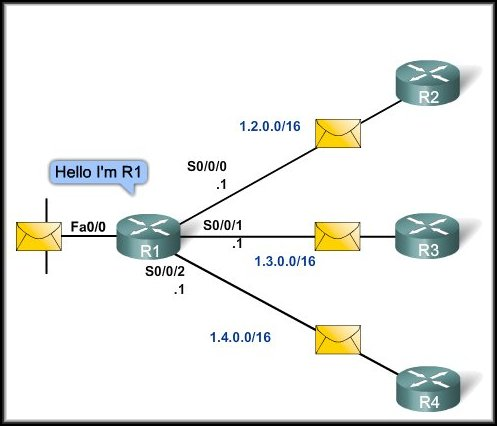 R2
1.2.0.0/16
Hello I'm R1
S0/0/0
.1
Fa0/0
R1
S0/0/1
.1
R3
1.3.0.0/16
S0/0/2
.1
1.4.0.0/16
R4